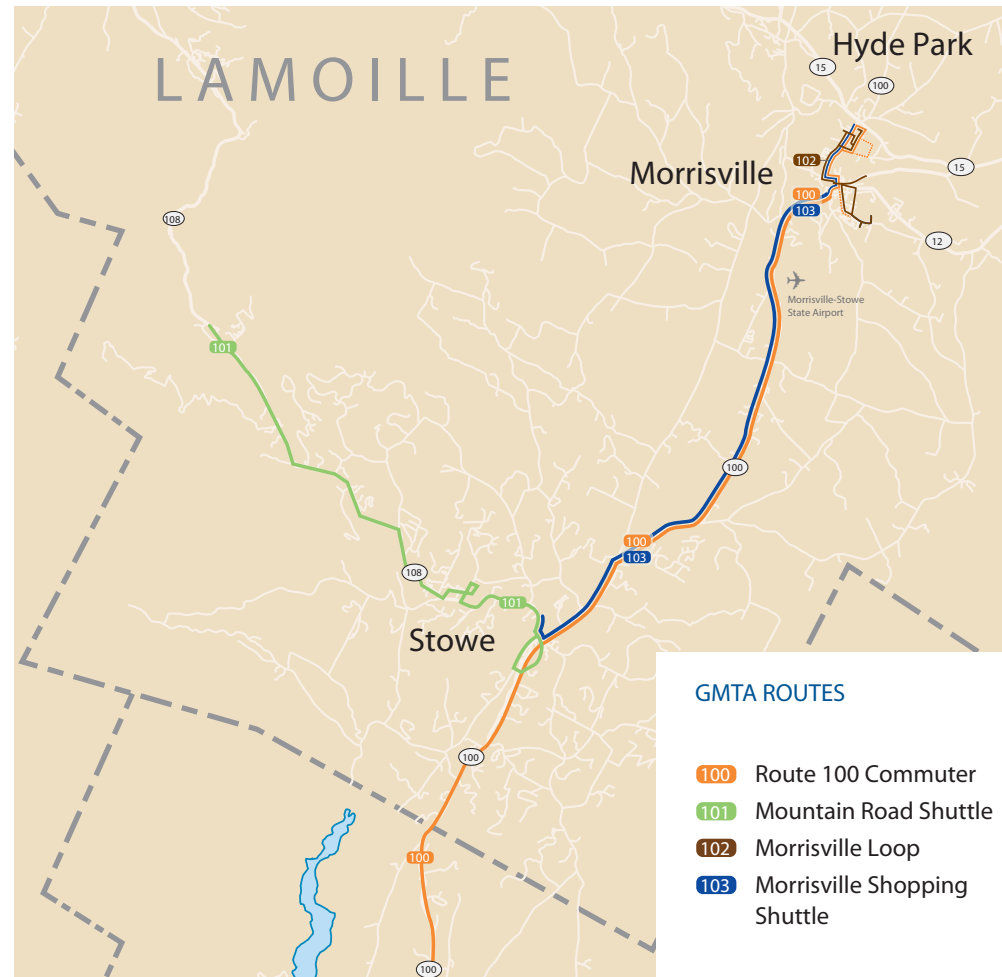 Hyde Park
LAMOILLE
15
100
102
Morrisville
15
100
103
108
12
Morrisville-Stowe
State Airport
101
100
100
103
108
101
Stowe
GMTA ROUTES
100
100 Route 100 Commuter
101 Mountain Road Shuttle
102 Morrisville Loop
100
103 Morrisville Shopping
Shuttle
100